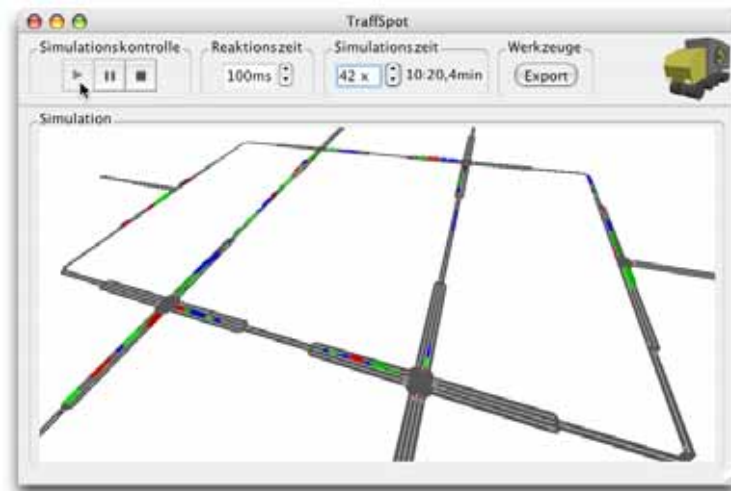 TraffSpot
Simulationskontrolle
Reaktionszeit
Simulationszeit
Werkzeuge
100ms
42 x
10:20,4min
Export
Simulation